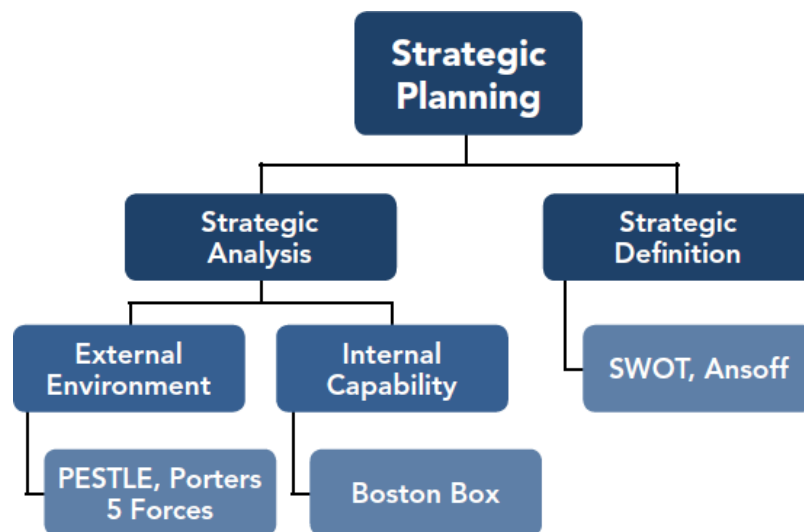 Strategic
Planning
Strategic
Analysis
Strategic
Definition
External
Environment
Internal
Capability
SWOT, Ansoff
PESTLE, Porters
5 Forces
Boston Box